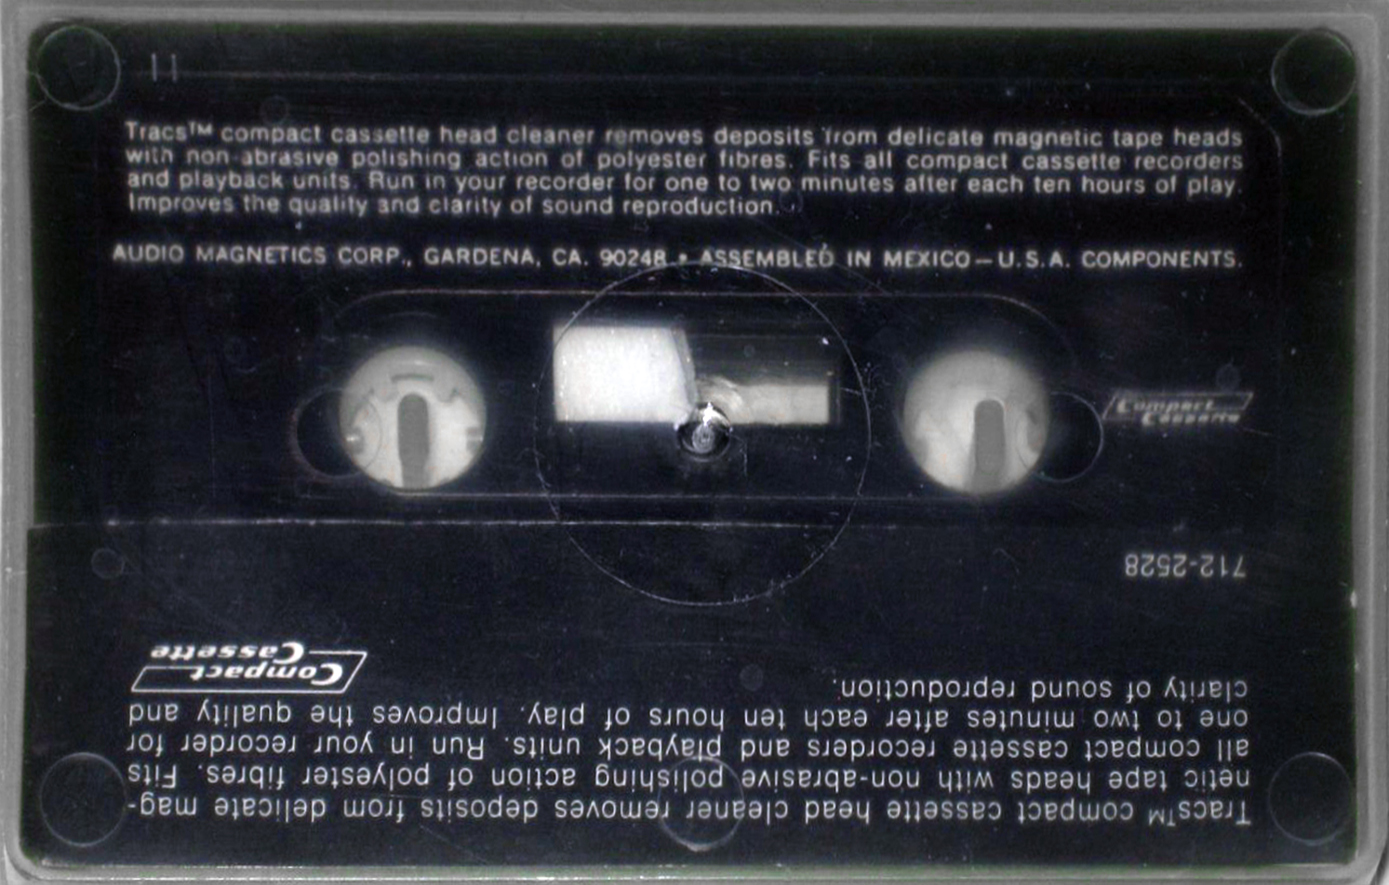 Tracs™ compact cassette head cleaner removes deposits from delicate magnetic tape heads
with non-abrasive polishing action of polyester fibres. Fits all compact cassette recorders
and playback units. Run in your recorder for one to two minutes after each ten hours of play.
Improves the quality and clarity of sound reproduction.
AUDIO MAGNETICS CORP., GARDENA, CA. 90248 • ASSEMBLED IN MEXICO—U.S.A. COMPONENTS.
Compact
Cassette
Tracs™ compact cassette head cleaner removes deposits from delicate mag-
netic tape heads with non-abrasive polishing action of polyester fibres. Fits
all compact cassette recorders and playback units. Run in your recorder for
one to two minutes after each ten hours of play. Improves the quality and
clarity of sound reproduction.
Compact
Cassette
712-2528